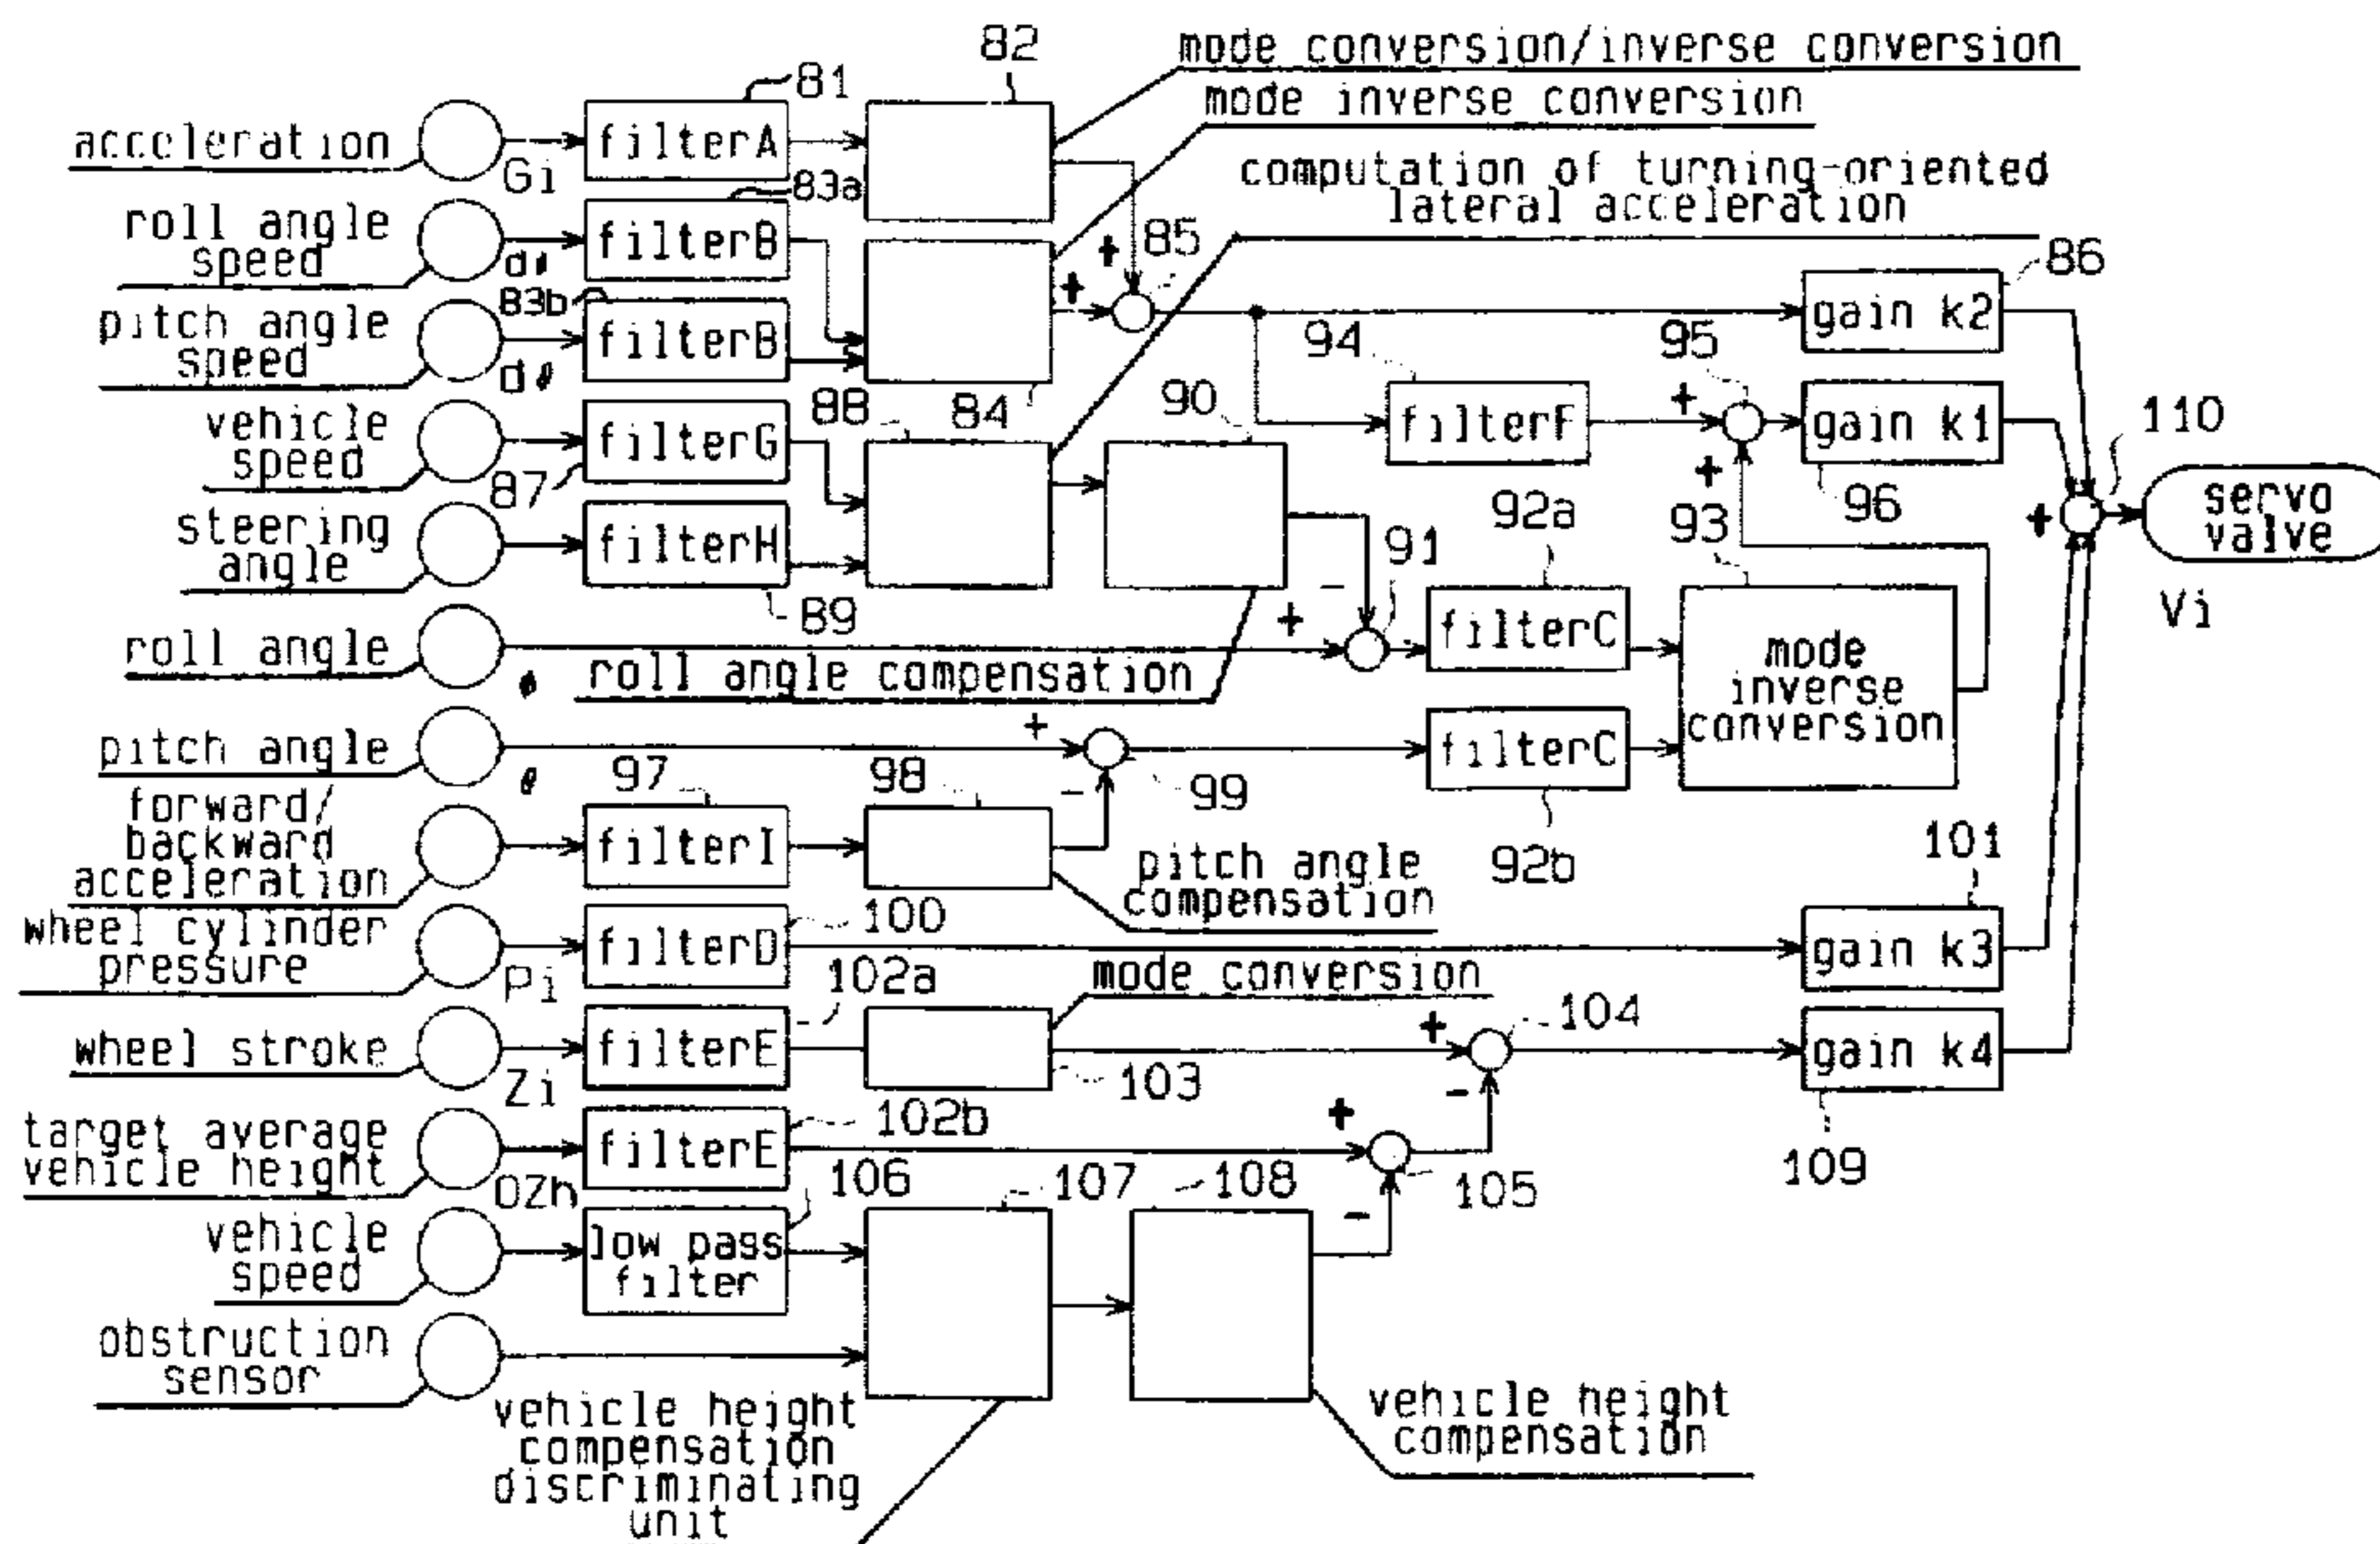 82
mode conversion/inverse conversion
81
mode inverse conversion
acceleration
Gi
filterA
83a
computation of turning-oriented
lateral acceleration
roll angle
speed
filterB
+
+
85
86
83b
pitch angle
speed
filterB
gain k2
94
95
88
84
90
vehicle
speed
87
filterG
filterF
+
+
gain k1
96
110
steering
angle
filterH
89
92a
93
+
servo
valve
Vi
91
-
+
roll angle
ϕ
roll angle compensation
filterC
mode
inverse
conversion
pitch angle
θ
+
-
99
filterC
92b
97
98
forward/
backward
acceleration
filterI
pitch angle
compensation
101
wheel cylinder
pressure
Pi
filterD
100
gain k3
mode conversion
102a
wheel stroke
Zi
filterE
103
+
-
104
gain k4
109
target average
vehicle height
OZh
filterE
102b
+
-
105
106
107
108
vehicle
speed
low pass
filter
obstruction
sensor
vehicle height
compensation
discriminating
unit
vehicle height
compensation